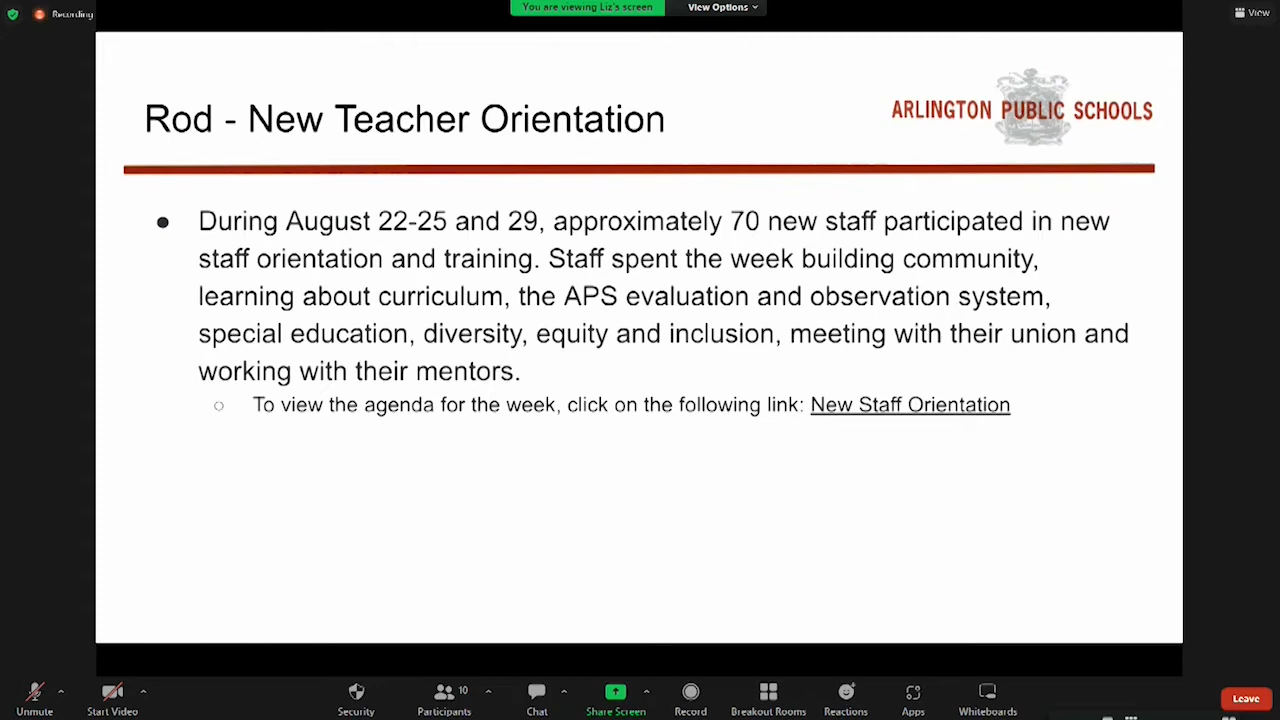 Recording
You are viewing Liz's screen
View Options
View
Rod - New Teacher Orientation
ARLINGTON PUBLIC SCHOOLS
● During August 22-25 and 29, approximately 70 new staff participated in new
staff orientation and training. Staff spent the week building community,
learning about curriculum, the APS evaluation and observation system,
special education, diversity, equity and inclusion, meeting with their union and
working with their mentors.
○ To view the agenda for the week, click on the following link: New Staff Orientation
Unmute
Start Video
Security
10
Participants
Chat
Share Screen
Record
Breakout Rooms
Reactions
Apps
Whiteboards
Leave